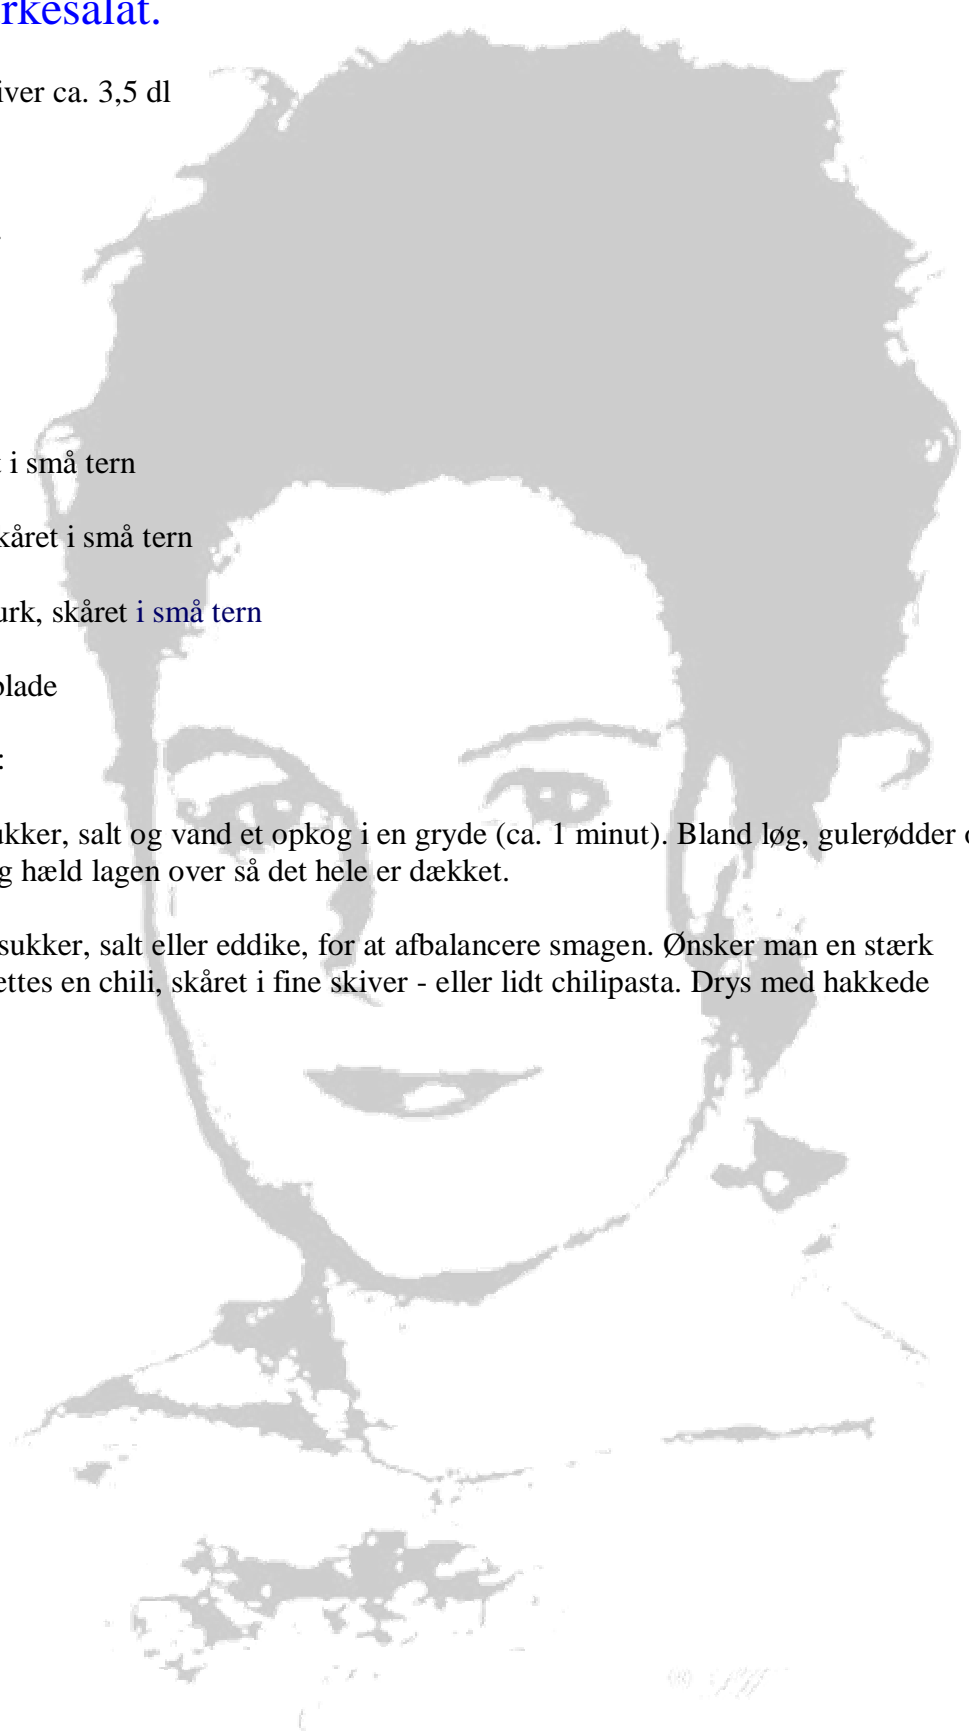 rkesalat.
iver ca. 3,5 dl
i små tern
kåret i små tern
urk, skåret i små tern
blade
:
ukker, salt og vand et opkog i en gryde (ca. 1 minut). Bland løg, gulerødder
g hæld lagen over så det hele er dækket.
sukker, salt eller eddike, for at afbalancere smagen. Ønsker man en stærk
ettes en chili, skåret i fine skiver - eller lidt chilipasta. Drys med hakkede